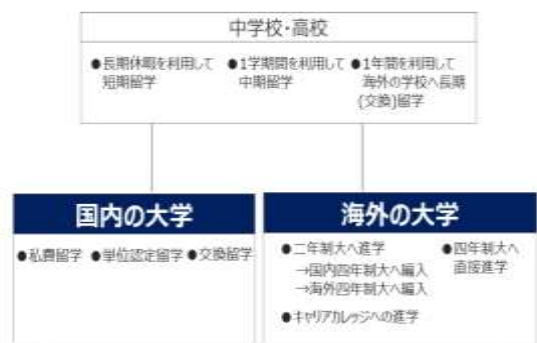 中学校・高校
●長期休暇を利用して
短期留学
●1学期間を利用して
中期留学
●1年間を利用して
海外の学校へ長期
(交換)留学
国内の大学
●私費留学 ●単位認定留学 ●交換留学
海外の大学
●二年制大へ進学
→国内四年制大へ編入
→海外四年制大へ編入
●キャリアカレッジへの進学
●四年制大へ
直接進学